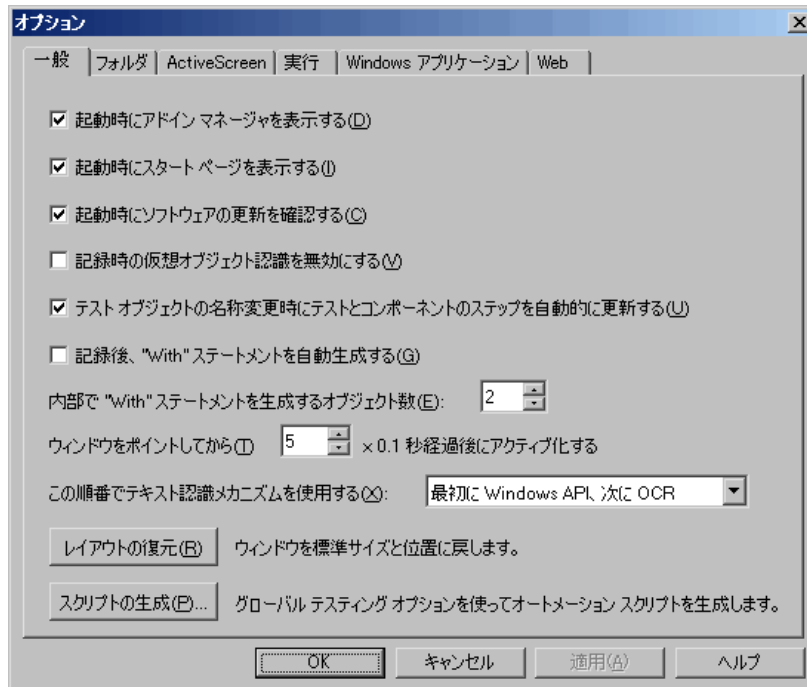 オプション
一般 フォルダ ActiveScreen 実行 Windows アプリケーション Web
起動時にアドイン マネージャを表示する(D)
起動時にスタート ページを表示する(I)
起動時にソフトウェアの更新を確認する(C)
記録時の仮想オブジェクト認識を無効にする(V)
テスト オブジェクトの名称変更時にテストとコンポーネントのステップを自動的に更新する(U)
記録後、"With" ステートメントを自動生成する(G)
内部で "With" ステートメントを生成するオブジェクト数(E): 2
ウィンドウをポイントしてから(T) 5 × 0.1 秒経過後にアクティブ化する
この順番でテキスト認識メカニズムを使用する(X): 最初に Windows API、次に OCR
レイアウトの復元(R) ウィンドウを標準サイズと位置に戻します。
スクリプトの生成(P)... グローバル テスティング オプションを使ってオートメーション スクリプトを生成します。
OK キャンセル 適用(A) ヘルプ